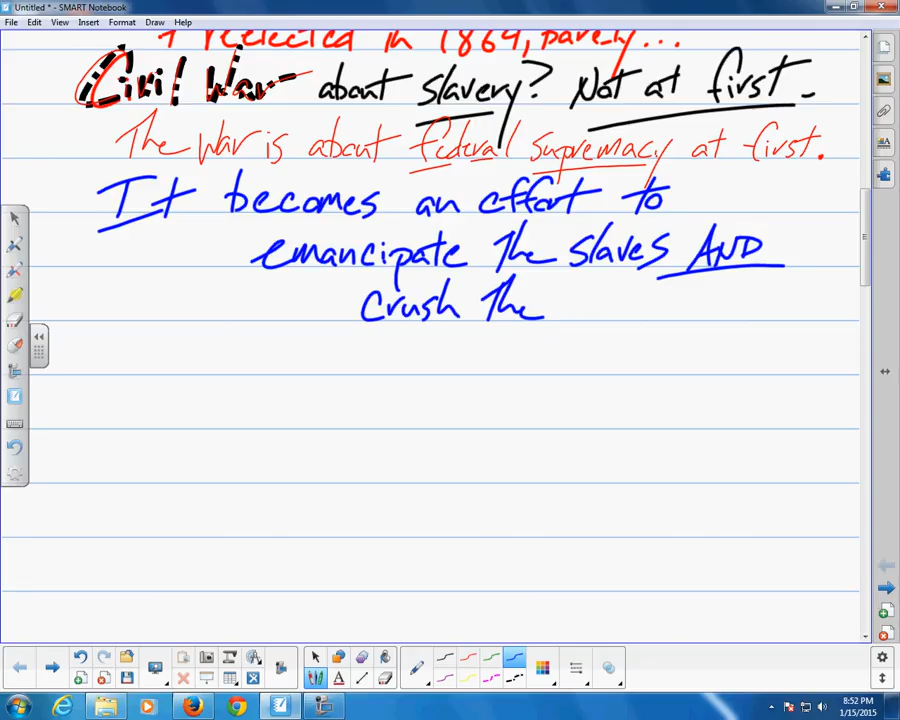 Untitled * - SMART Notebook
File Edit View Insert Format Draw Help
+ reelected in 1864, barely...
Civil War about slavery? Not at first.
The War is about federal supremacy at first.
It becomes an effort to
emancipate the slaves AND
crush the
8:52 PM
1/15/2015